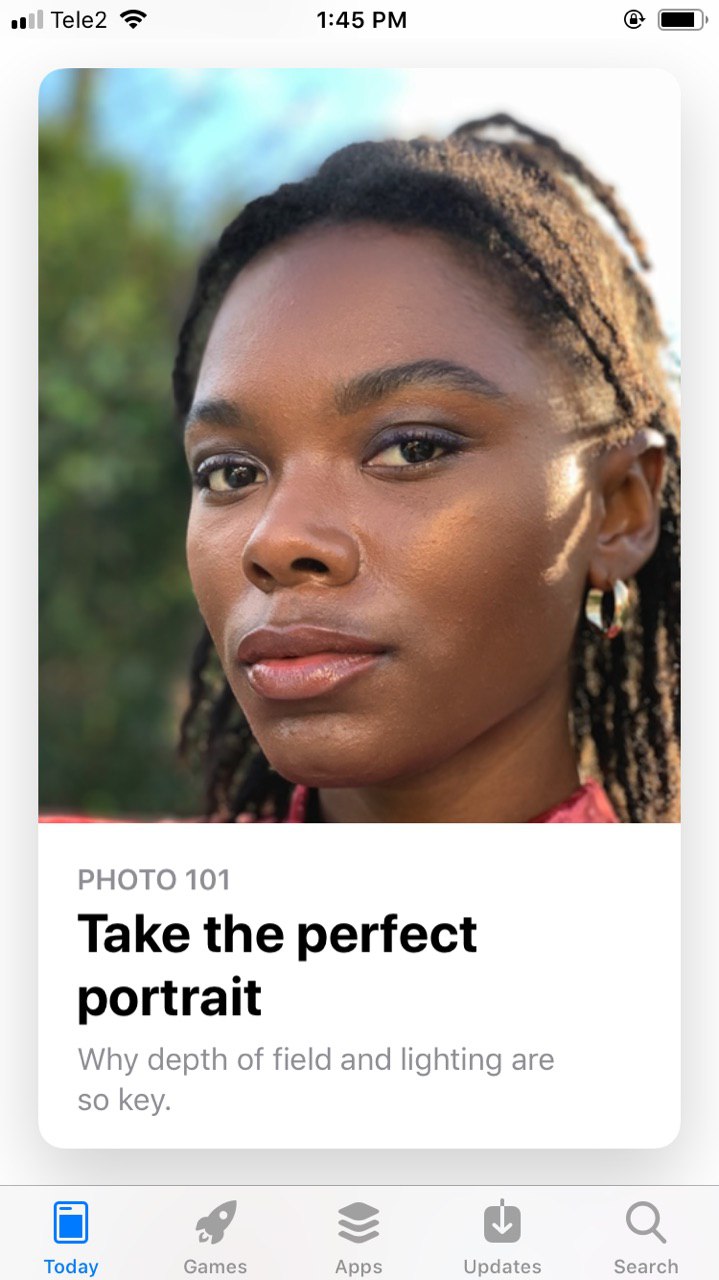 Tele2 1:45 PM
PHOTO 101
Take the perfect
portrait
Why depth of field and lighting are
so key.
Today Games Apps Updates Search